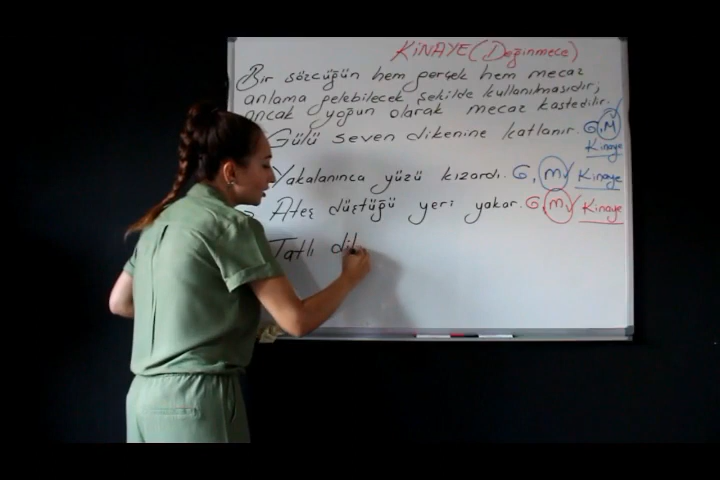 KİNAYE (Değinmece)
Bir sözcüğün hem gerçek hem mecaz
anlama gelebilecek şekilde kullanılmasıdır;
ancak yoğun olarak mecaz kastedilir.
Gülü seven dikenine katlanır. G, M
Kinaye
Yakalanınca yüzü kızardı. G, M Kinaye
Ateş düştüğü yeri yakar. G, M Kinaye
Tatlı dil